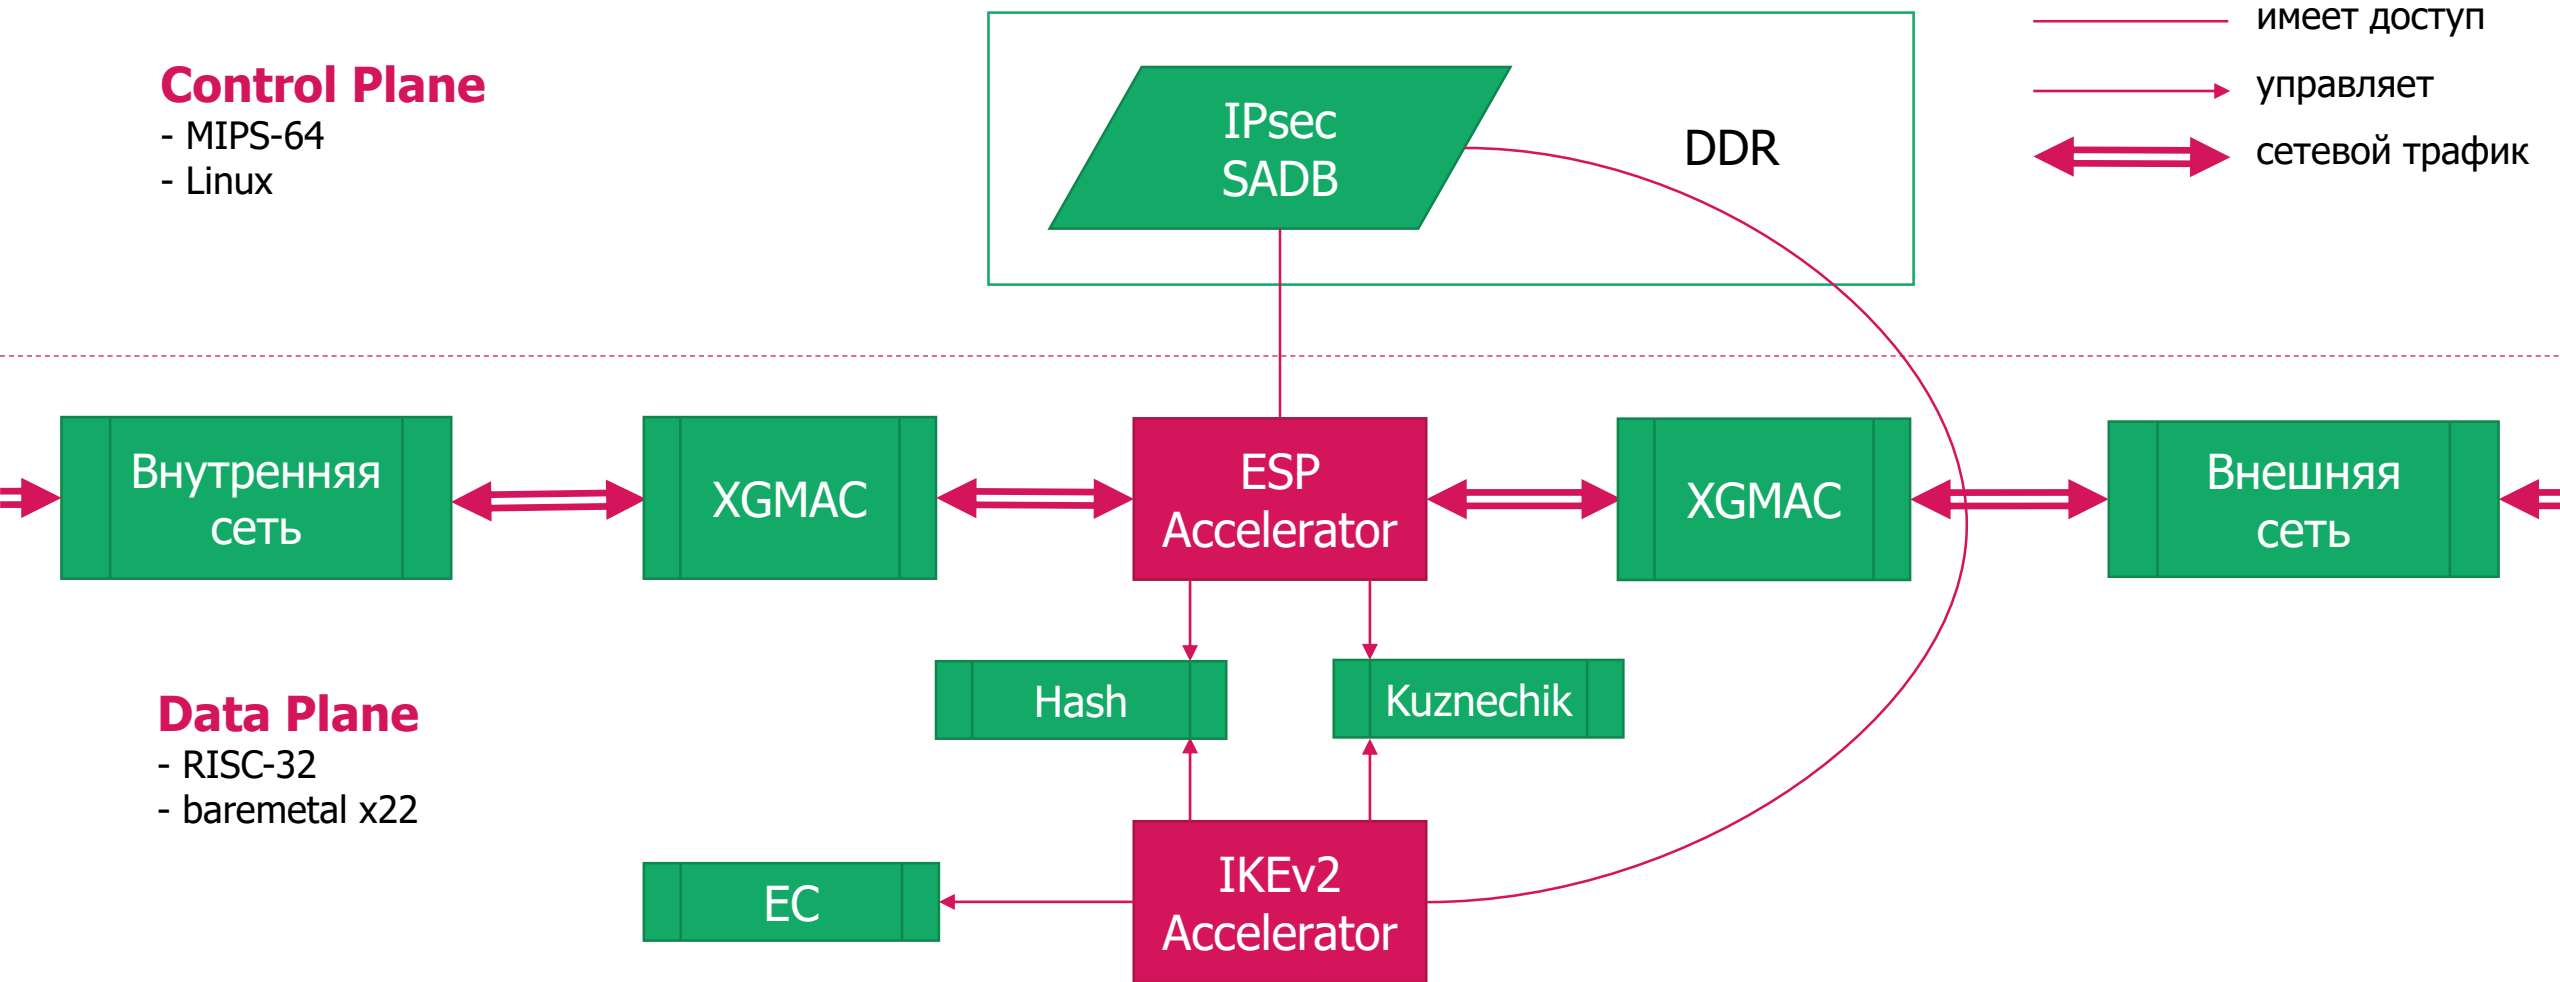 имеет доступ
управляет
сетевой трафик
Control Plane
- MIPS-64
- Linux
IPsec
SADB
DDR
Внутренняя
сеть
XGMAC
ESP
Accelerator
XGMAC
Внешняя
сеть
Hash
Kuznechik
Data Plane
- RISC-32
- baremetal x22
EC
IKEv2
Accelerator